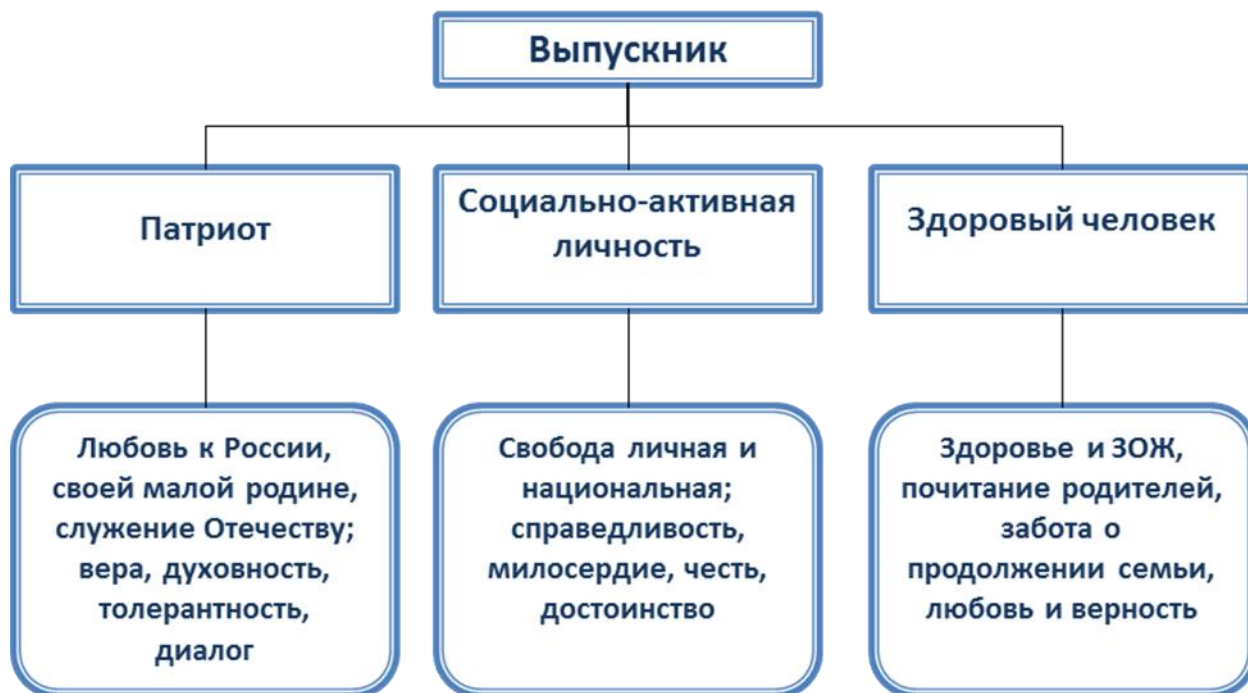 Выпускник
Патриот
Социально-активная
личность
Здоровый человек
Любовь к России,
своей малой родине,
служение Отечеству;
вера, духовность,
толерантность,
диалог
Свобода личная и
национальная;
справедливость,
милосердие, честь,
достоинство
Здоровье и ЗОЖ,
почитание родителей,
забота о
продолжении семьи,
любовь и верность